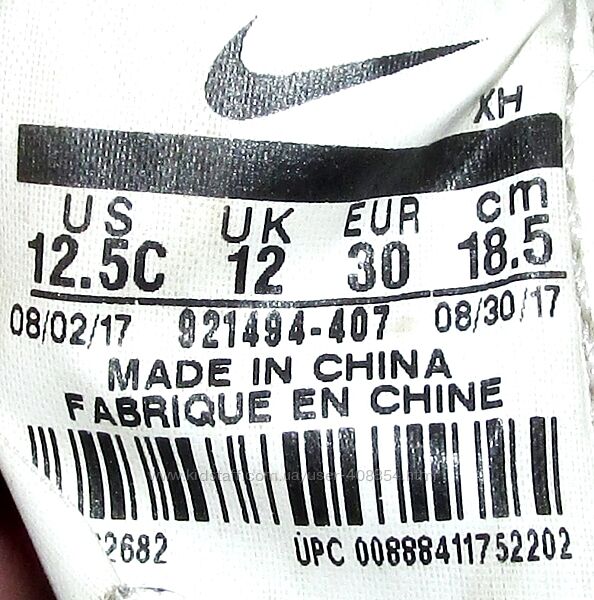 XH
US UK EUR cm
12.5C 12 30 18.5
08/02/17 921494-407 08/30/17
MADE IN CHINA
FABRIQUE EN CHINE
2682 UPC 00888411752202